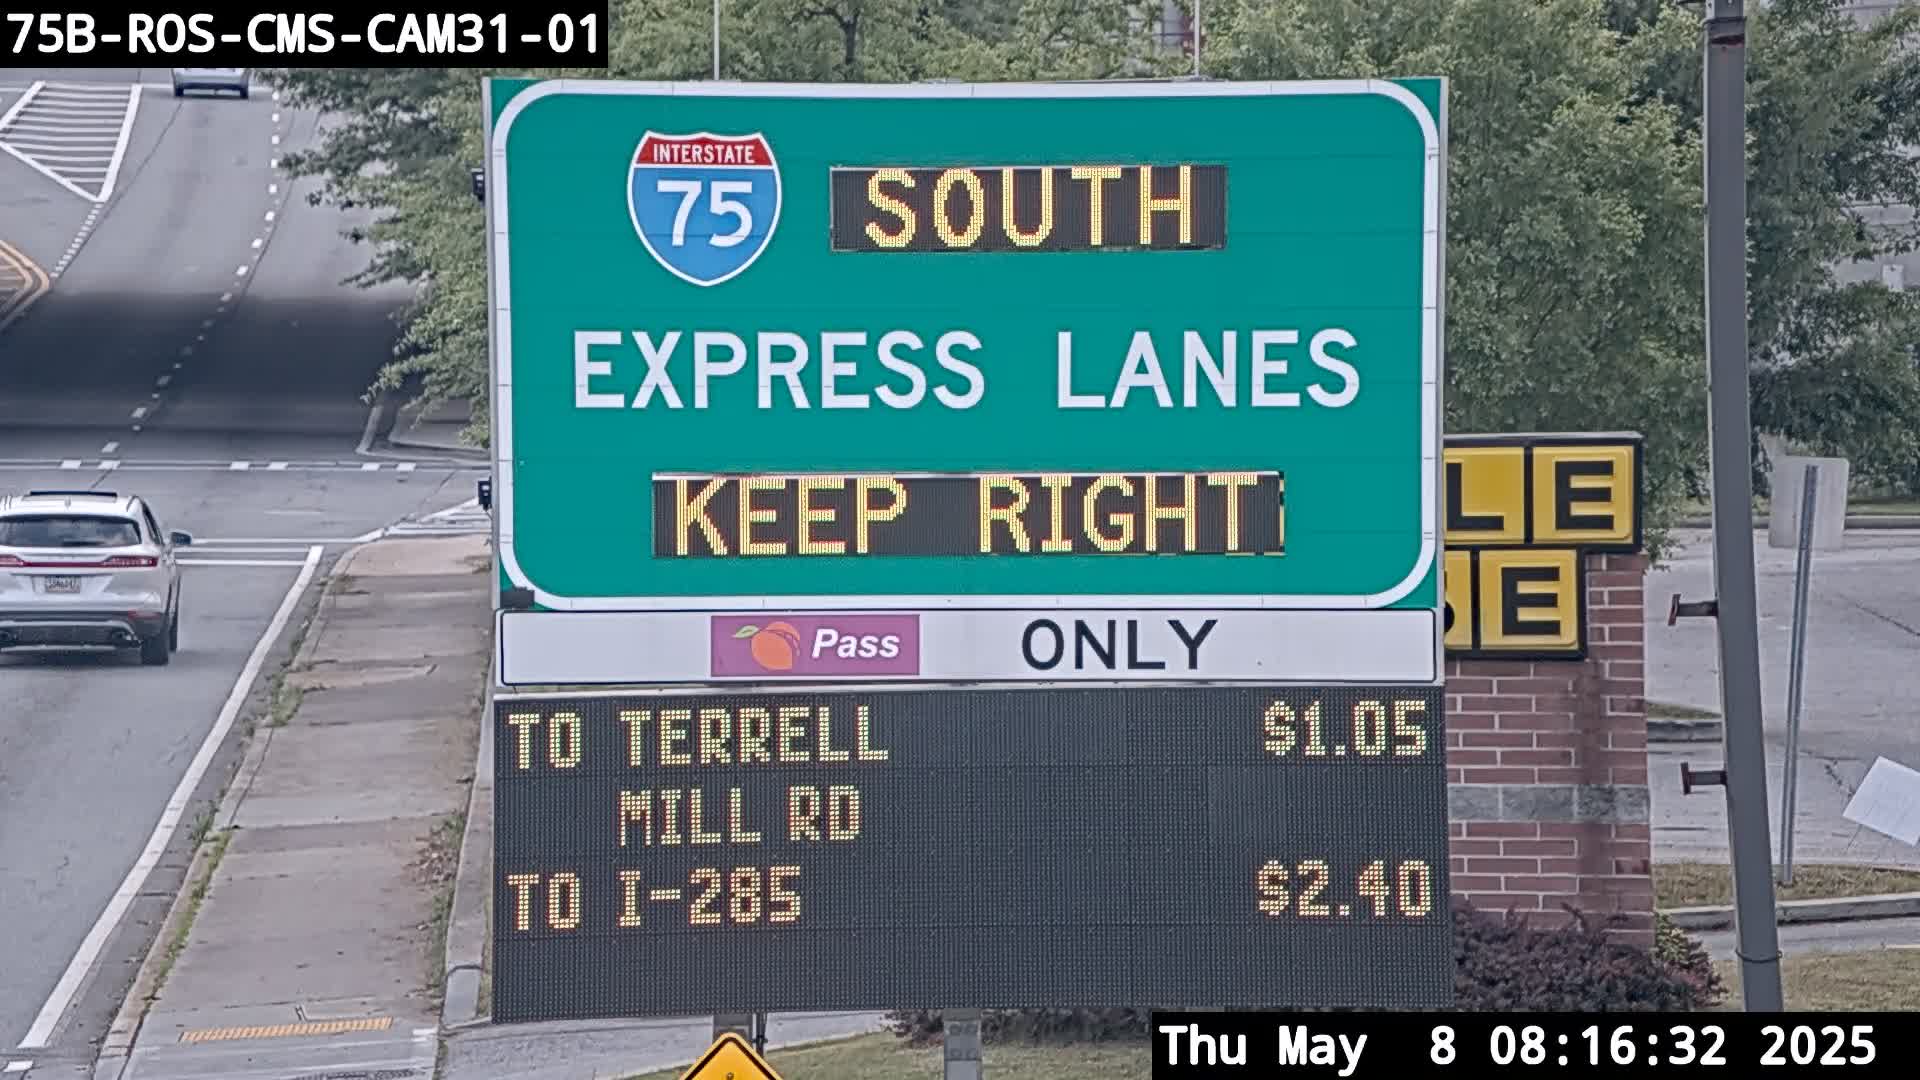 75B-ROS-CMS-CAM31-01
INTERSTATE
75
SOUTH
EXPRESS LANES
KEEP RIGHT
Pass ONLY
TO TERRELL $1.05
MILL RD
TO I-285 $2.40
LE
E
Thu May 8 08:16:32 2025